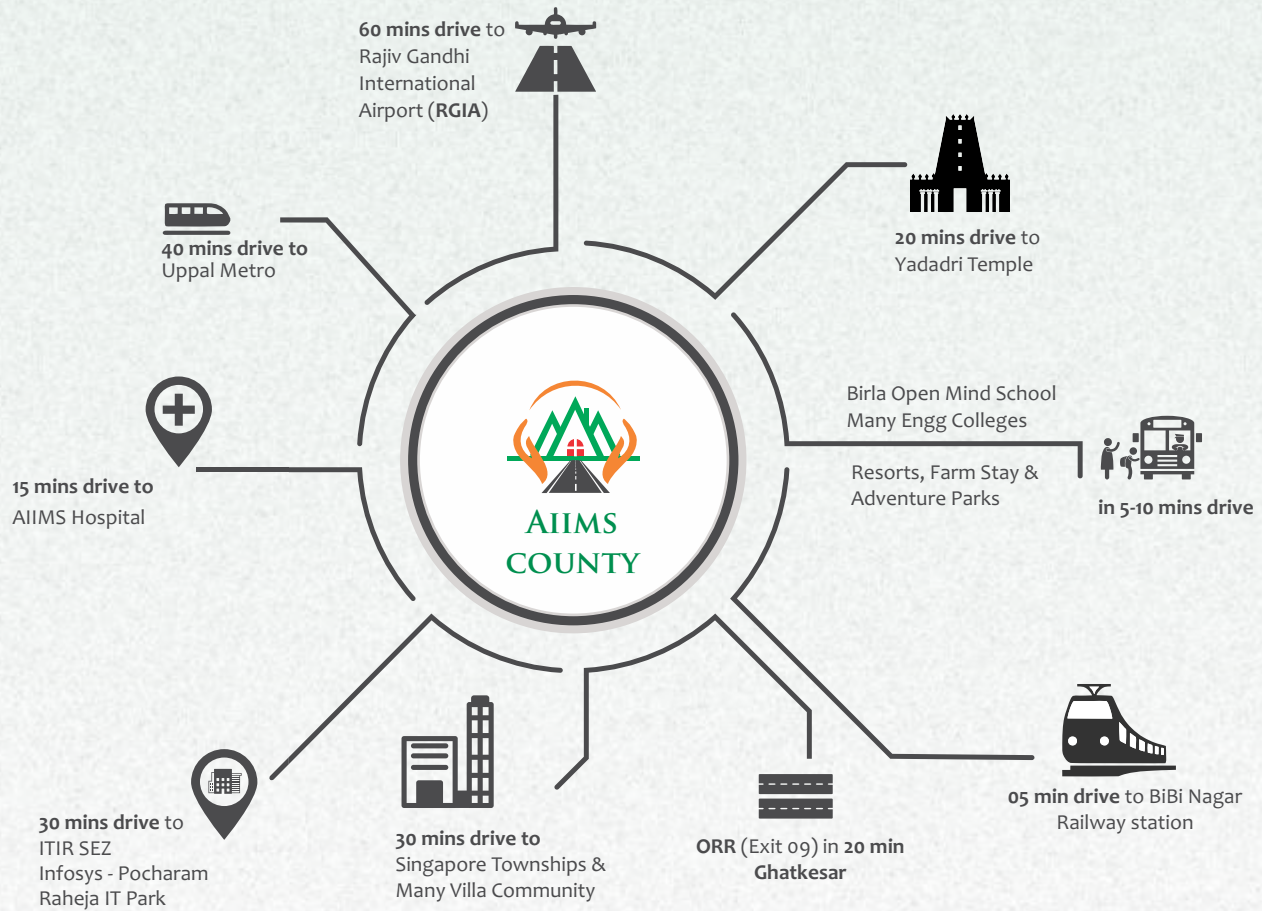 60 mins drive to
Rajiv Gandhi
International
Airport (RGIA)
20 mins drive to
Yadadri Temple
40 mins drive to
Uppal Metro
Birla Open Mind School
Many Engg Colleges
Resorts, Farm Stay &
Adventure Parks
in 5-10 mins drive
15 mins drive to
AIIMS Hospital
AIIMS
COUNTY
05 min drive to BiBi Nagar
Railway station
30 mins drive to
ITIR SEZ
Infosys - Pocharam
Raheja IT Park
30 mins drive to
Singapore Townships &
Many Villa Community
ORR (Exit 09) in 20 min
Ghatkesar